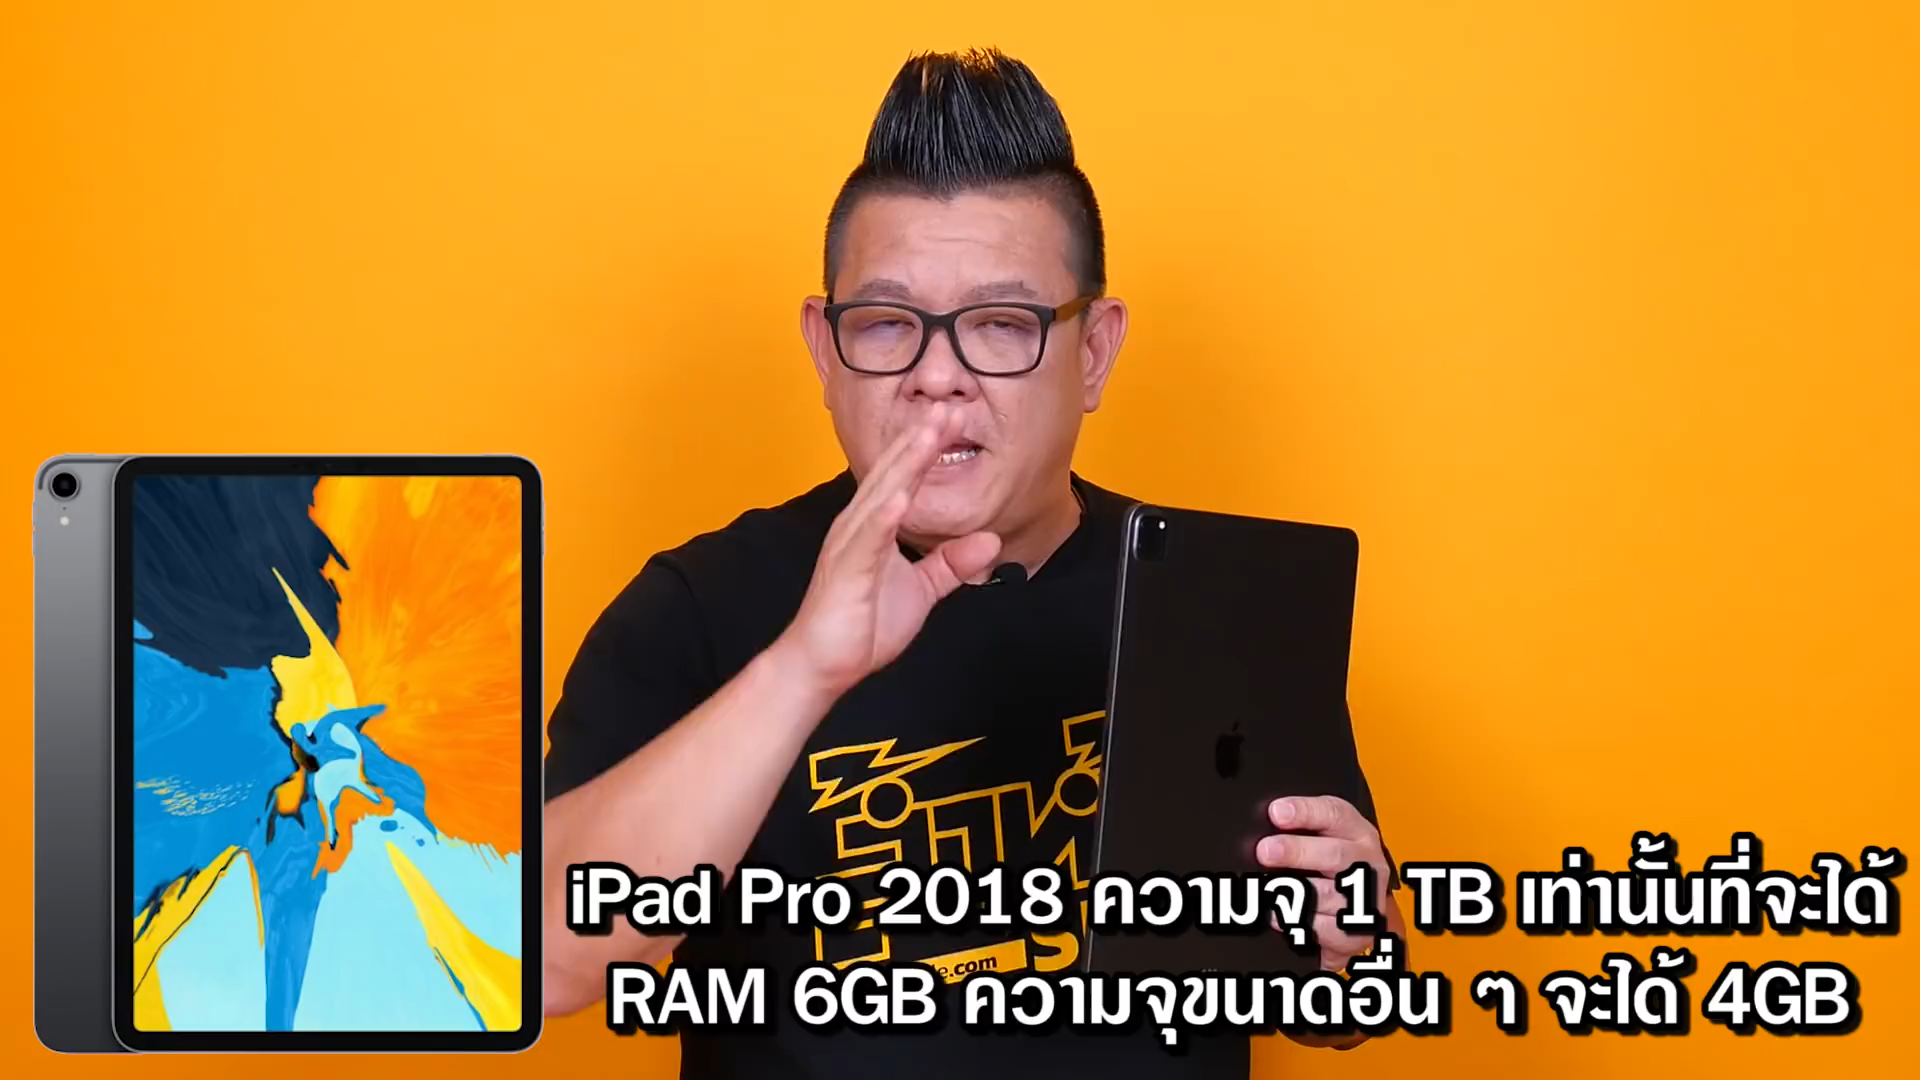 iPad Pro 2018 ความจุ 1 TB เท่านั้นที่จะได้
RAM 6GB ความจุขนาดอื่น ๆ จะได้ 4GB